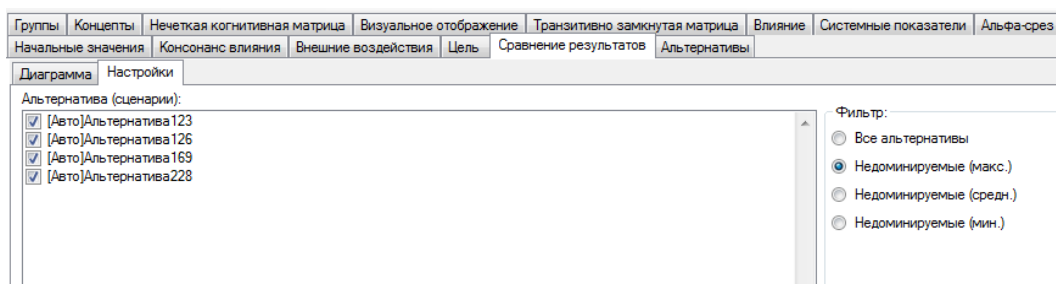 Группы Концепты Нечеткая когнитивная матрица Визуальное отображение Транзитивно замкнутая матрица Влияние Системные показатели Альфа-срез
Начальные значения Консонанс влияния Внешние воздействия Цель Сравнение результатов Альтернативы
Диаграмма Настройки
Альтернатива (сценарии):
Фильтр:
[Авто]Альтернатива123
[Авто]Альтернатива126
[Авто]Альтернатива169
[Авто]Альтернатива228
Все альтернативы
Недоминируемые (макс.)
Недоминируемые (средн.)
Недоминируемые (мин.)